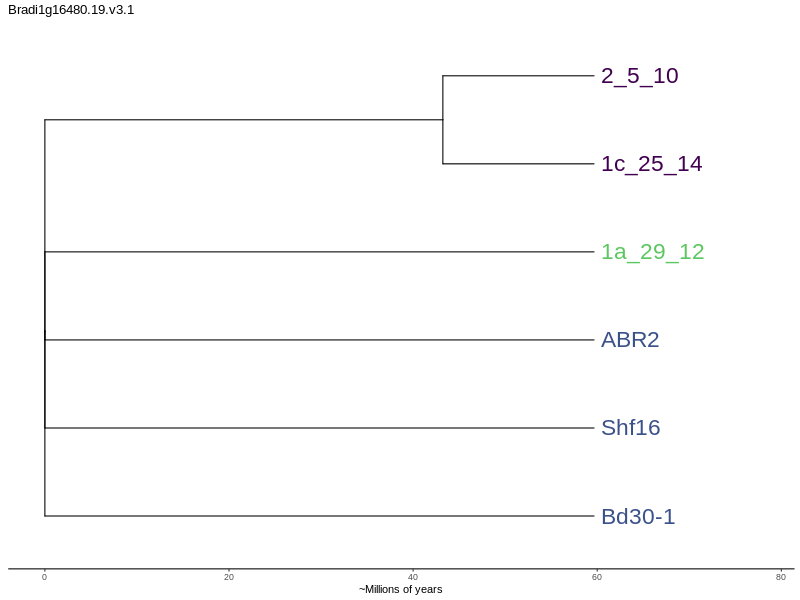 Bradi1g16480.19.v3.1
2_5_10
1c_25_14
1a_29_12
ABR2
Shf16
Bd30-1
0 20 40 60 80
~Millions of years